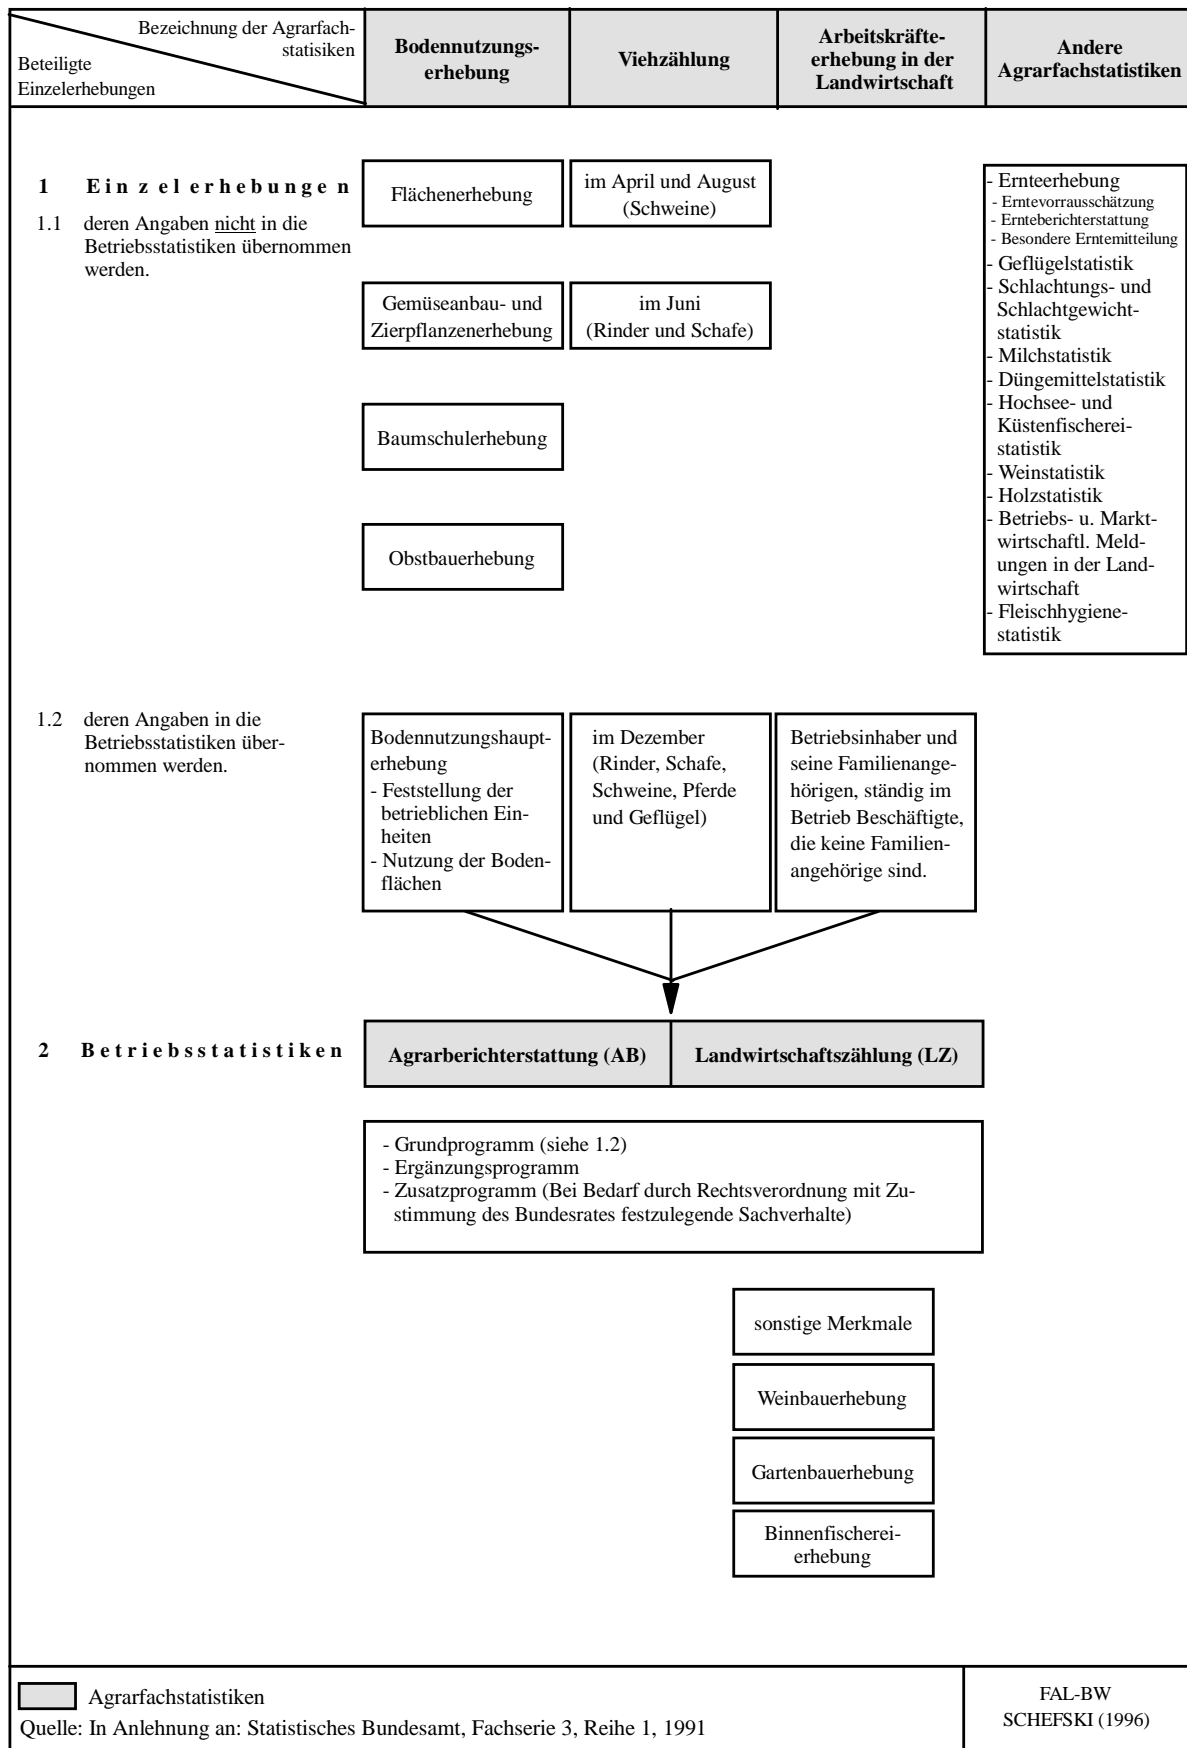 Bezeichnung der Agrarfach-
statisiken
Beteiligte
Einzelerhebungen
Bodennutzungs-
erhebung
Viehzählung
Arbeitskräfte-
erhebung in der
Landwirtschaft
Andere
Agrarfachstatistiken
1 Einzelerhebungen
1.1 deren Angaben nicht in die
Betriebsstatistiken übernommen
werden.
Flächenerhebung
im April und August
(Schweine)
Gemüseanbau- und
Zierpflanzenerhebung
im Juni
(Rinder und Schafe)
Baumschulerhebung
Obstbauerhebung
- Ernteerhebung
- Erntevorrausschätzung
- Ernteberichterstattung
- Besondere Erntemitteilung
- Geflügelstatistik
- Schlachtungs- und
Schlachtgewicht-
statistik
- Milchstatistik
- Düngemittelstatistik
- Hochsee- und
Küstenfischerei-
statistik
- Weinstatistik
- Holzstatistik
- Betriebs- u. Markt-
wirtschaftl. Meld-
ungen in der Land-
wirtschaft
- Fleischhygiene-
statistik
1.2 deren Angaben in die
Betriebsstatistiken über-
nommen werden.
Bodennutzungshaupt-
erhebung
- Feststellung der
betrieblichen Ein-
heiten
- Nutzung der Boden-
flächen
im Dezember
(Rinder, Schafe,
Schweine, Pferde
und Geflügel)
Betriebsinhaber und
seine Familienange-
hörigen, ständig im
Betrieb Beschäftigte,
die keine Familien-
angehörige sind.
2 Betriebsstatistiken
Agrarberichterstattung (AB)
Landwirtschaftszählung (LZ)
- Grundprogramm (siehe 1.2)
- Ergänzungsprogramm
- Zusatzprogramm (Bei Bedarf durch Rechtsverordnung mit Zu-
stimmung des Bundesrates festzulegende Sachverhalte)
sonstige Merkmale
Weinbauerhebung
Gartenbauerhebung
Binnenfischerei-
erhebung
Agrarfachstatistiken
Quelle: In Anlehnung an: Statistisches Bundesamt, Fachserie 3, Reihe 1, 1991
FAL-BW
SCHEFSKI (1996)